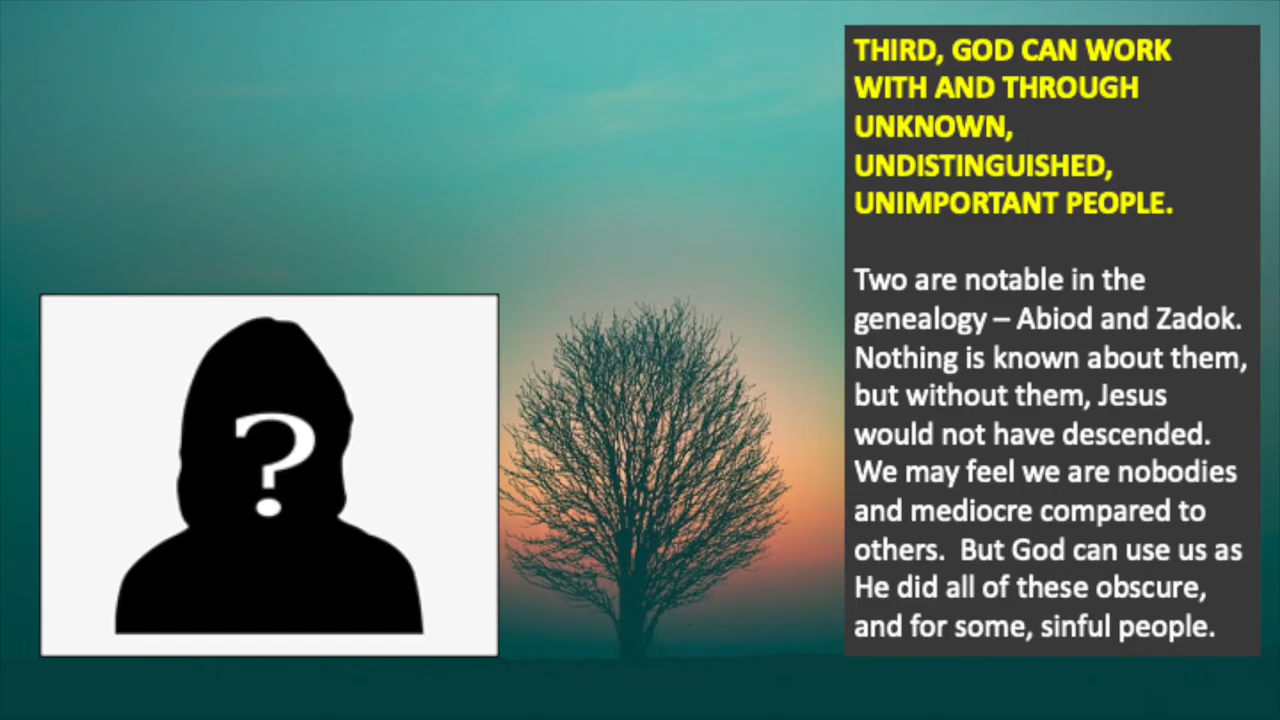 THIRD, GOD CAN WORK
WITH AND THROUGH
UNKNOWN,
UNDISTINGUISHED,
UNIMPORTANT PEOPLE.
Two are notable in the
genealogy – Abiod and Zadok.
Nothing is known about them,
but without them, Jesus
would not have descended.
We may feel we are nobodies
and mediocre compared to
others.  But God can use us as
He did all of these obscure,
and for some, sinful people.
?